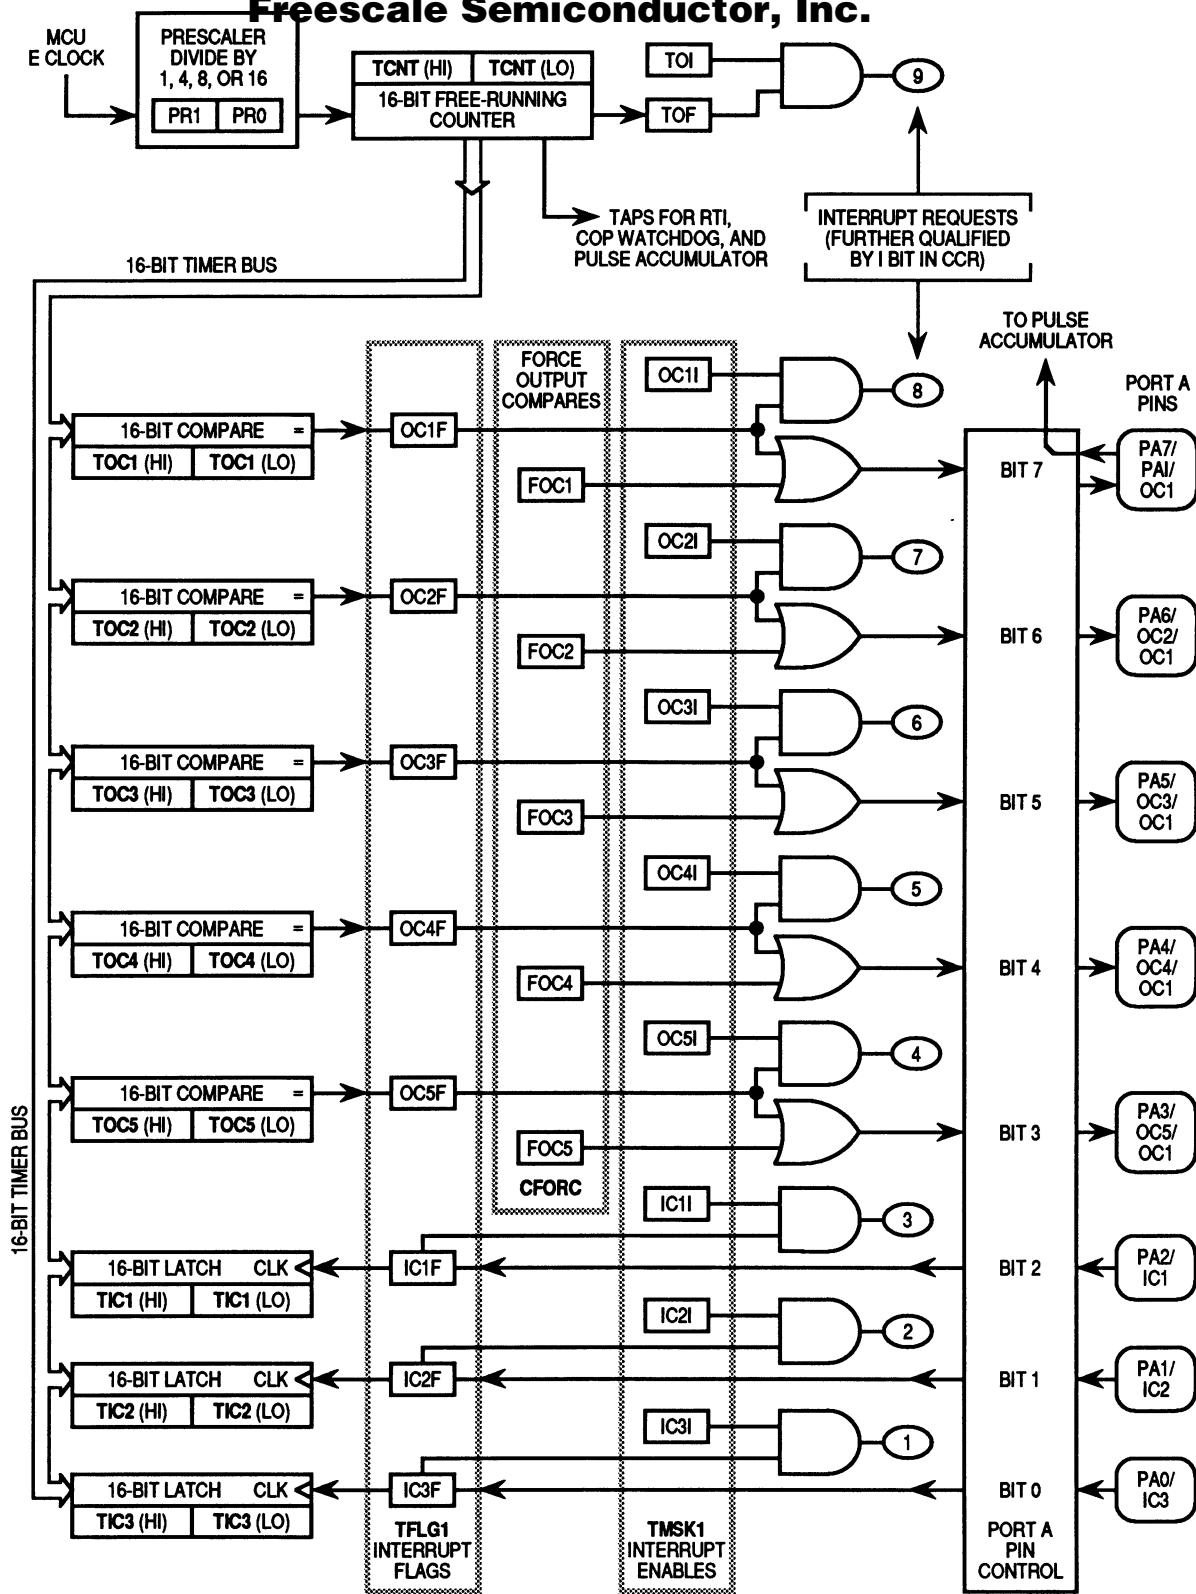 Freescale Semiconductor, Inc.
MCU
E CLOCK
PRESCALER
DIVIDE BY
1, 4, 8, OR 16
PR1 PR0
TCNT (HI) TCNT (LO)
16-BIT FREE-RUNNING
COUNTER
TOI
TOF
9
TAPS FOR RTI,
COP WATCHDOG, AND
PULSE ACCUMULATOR
INTERRUPT REQUESTS
(FURTHER QUALIFIED
BY I BIT IN CCR)
16-BIT TIMER BUS
TO PULSE
ACCUMULATOR
PORT A
PINS
FORCE
OUTPUT
COMPARES
OC1I
8
16-BIT COMPARE =
TOC1 (HI) TOC1 (LO)
OC1F
FOC1
BIT 7
PA7/
PAI/
OC1
OC2I
7
16-BIT COMPARE =
TOC2 (HI) TOC2 (LO)
OC2F
FOC2
BIT 6
PA6/
OC2/
OC1
OC3I
6
16-BIT COMPARE =
TOC3 (HI) TOC3 (LO)
OC3F
FOC3
BIT 5
PA5/
OC3/
OC1
OC4I
5
16-BIT COMPARE =
TOC4 (HI) TOC4 (LO)
OC4F
FOC4
BIT 4
PA4/
OC4/
OC1
OC5I
4
16-BIT COMPARE =
TOC5 (HI) TOC5 (LO)
OC5F
FOC5
CFORC
BIT 3
PA3/
OC5/
OC1
16-BIT TIMER BUS
IC1I
3
16-BIT LATCH CLK
TIC1 (HI) TIC1 (LO)
IC1F
BIT 2
PA2/
IC1
IC2I
2
16-BIT LATCH CLK
TIC2 (HI) TIC2 (LO)
IC2F
BIT 1
PA1/
IC2
IC3I
1
16-BIT LATCH CLK
TIC3 (HI) TIC3 (LO)
IC3F
BIT 0
PA0/
IC3
TFLG1
INTERRUPT
FLAGS
TMSK1
INTERRUPT
ENABLES
PORT A
PIN
CONTROL